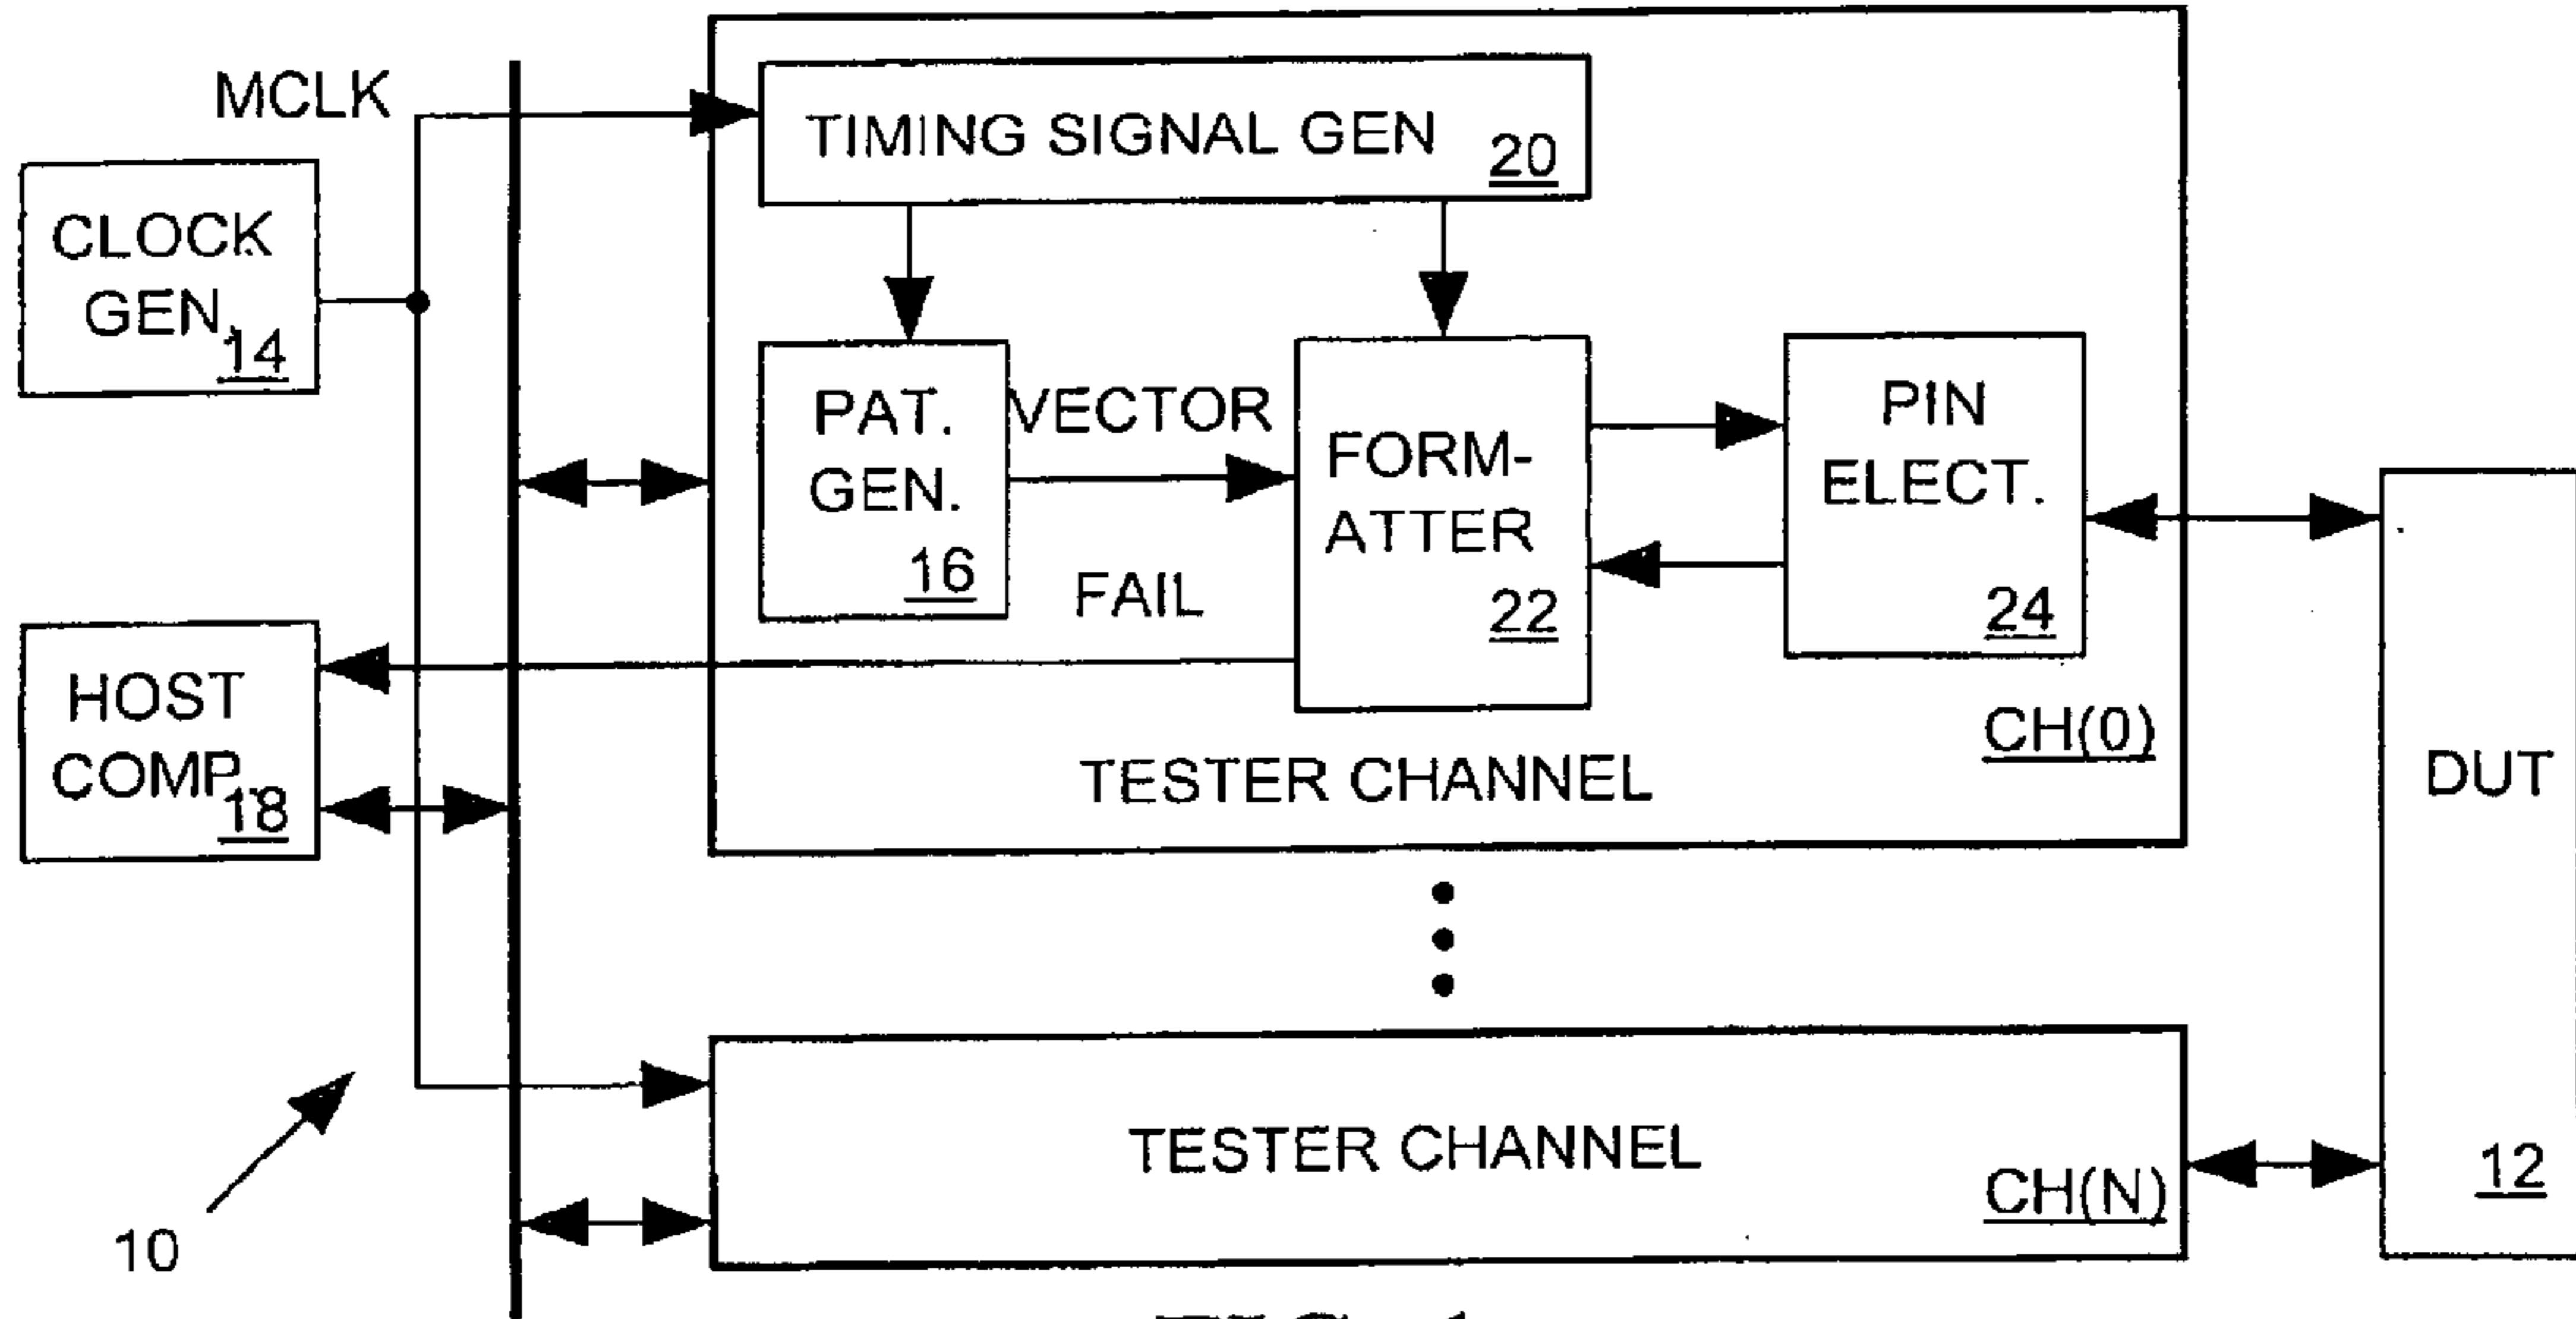 MCLK
CLOCK
GEN.
14
HOST
COMP.
18
10
TIMING SIGNAL GEN
20
PAT.
GEN.
16
VECTOR
FAIL
FORM-
ATTER
22
PIN
ELECT.
24
CH(0)
TESTER CHANNEL
TESTER CHANNEL
CH(N)
DUT
12